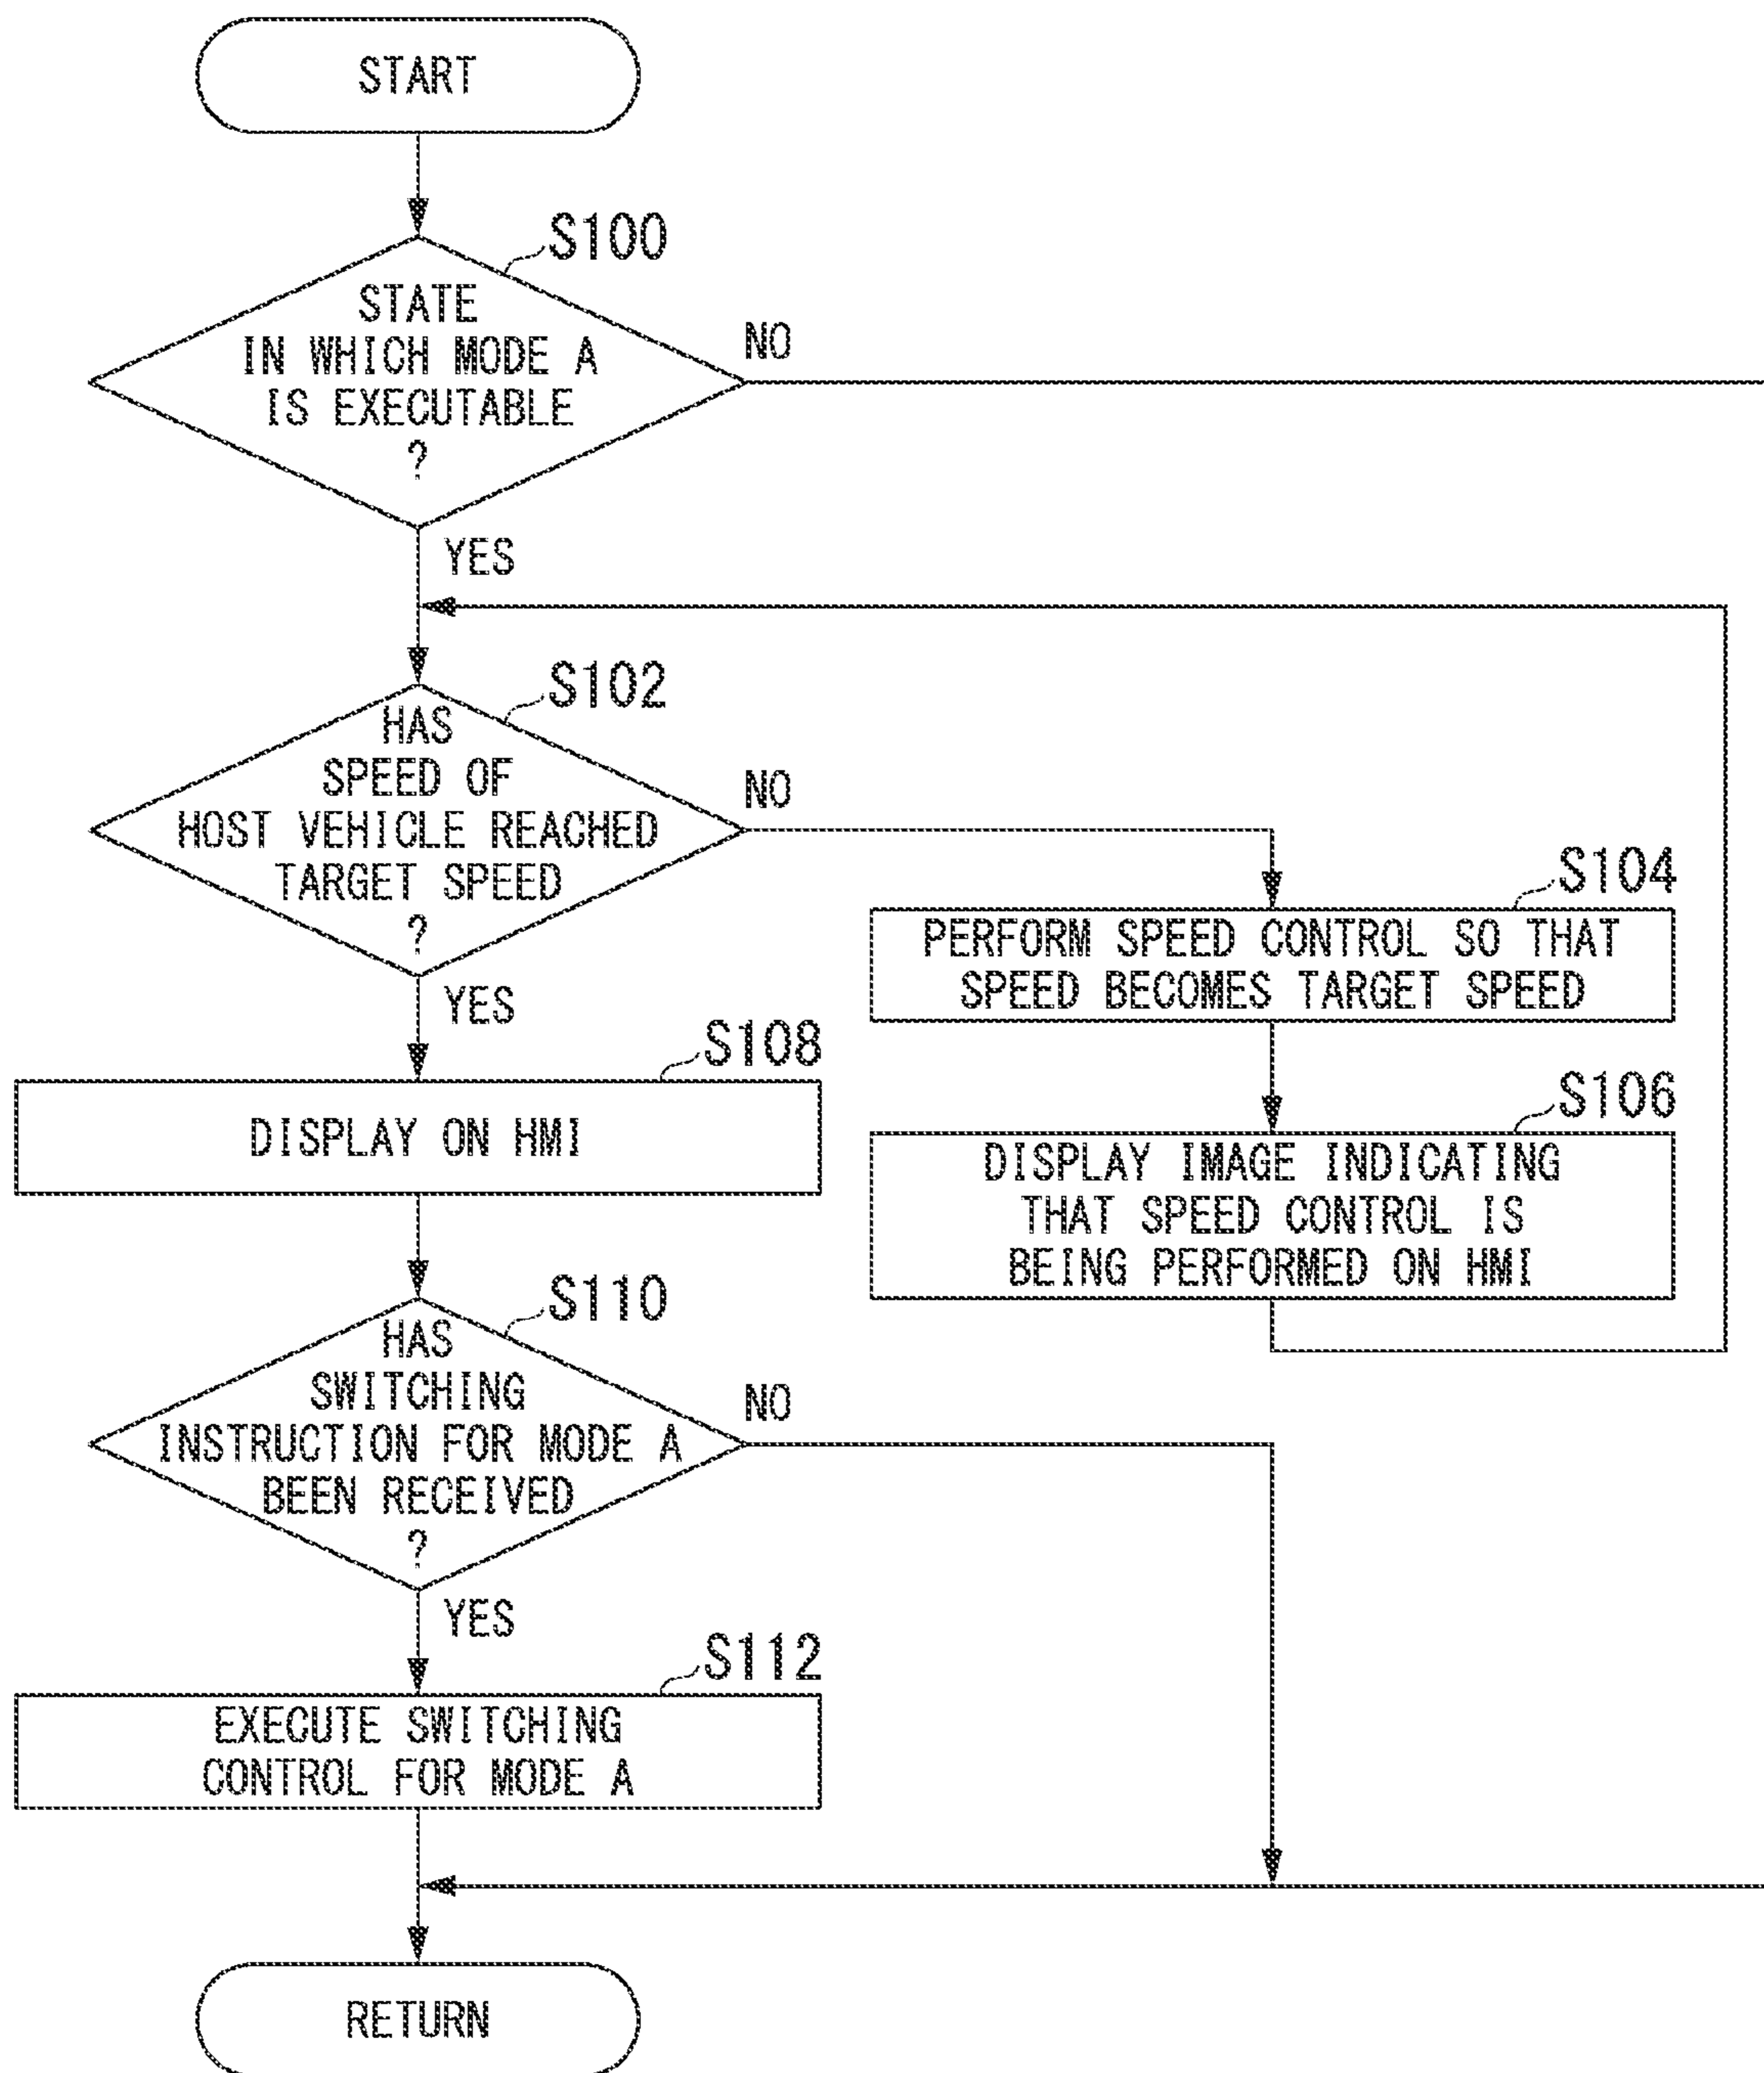 START
S100
STATE
IN WHICH MODE A
IS EXECUTABLE
?
NO
YES
S102
HAS
SPEED OF
HOST VEHICLE REACHED
TARGET SPEED
?
NO
YES
S104
PERFORM SPEED CONTROL SO THAT
SPEED BECOMES TARGET SPEED
S106
DISPLAY IMAGE INDICATING
THAT SPEED CONTROL IS
BEING PERFORMED ON HMI
S108
DISPLAY ON HMI
S110
HAS
SWITCHING
INSTRUCTION FOR MODE A
BEEN RECEIVED
?
NO
YES
S112
EXECUTE SWITCHING
CONTROL FOR MODE A
RETURN